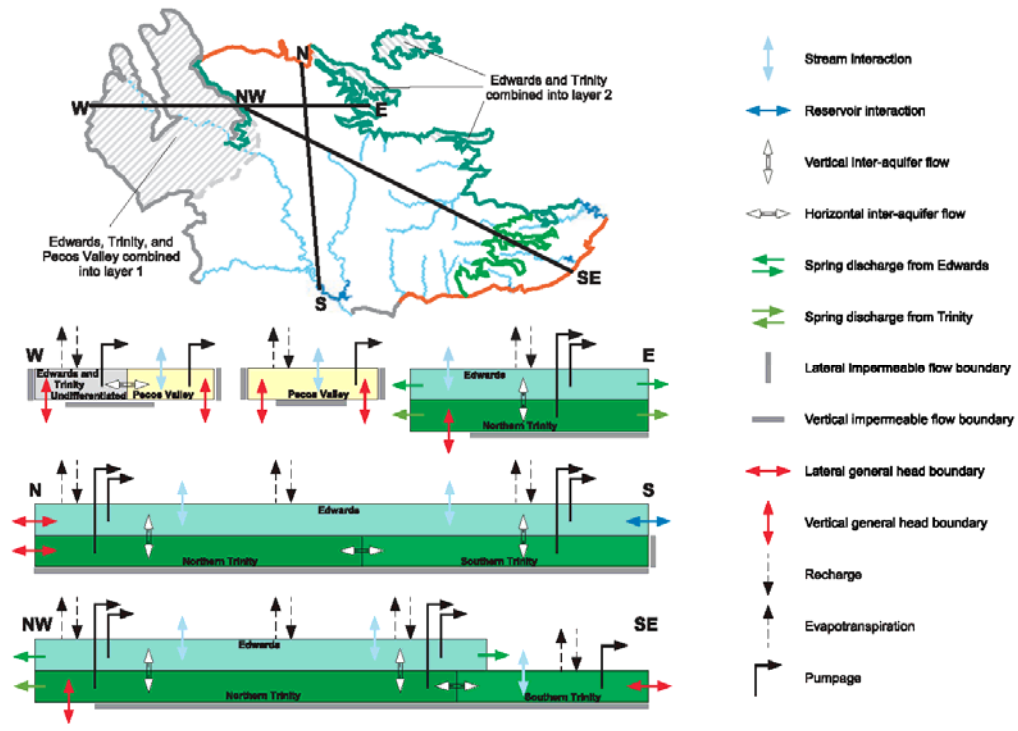 N
Edwards and Trinity
combined into layer 2
W
NW
E
Edwards, Trinity, and
Pecos Valley combined
into layer 1
S
SE
Stream Interaction
Reservoir interaction
Vertical inter-aquifer flow
Horizontal inter-aquifer flow
Spring discharge from Edwards
Spring discharge from Trinity
Lateral impermeable flow boundary
Vertical impermeable flow boundary
Lateral general head boundary
Vertical general head boundary
Recharge
Evapotranspiration
Pumpage
W
E
Edwards and
Trinity
Undifferentiated
Pecos Valley
Pecos Valley
Edwards
Northern Trinity
N
S
Edwards
Northern Trinity
Southern Trinity
NW
SE
Edwards
Northern Trinity
Southern Trinity